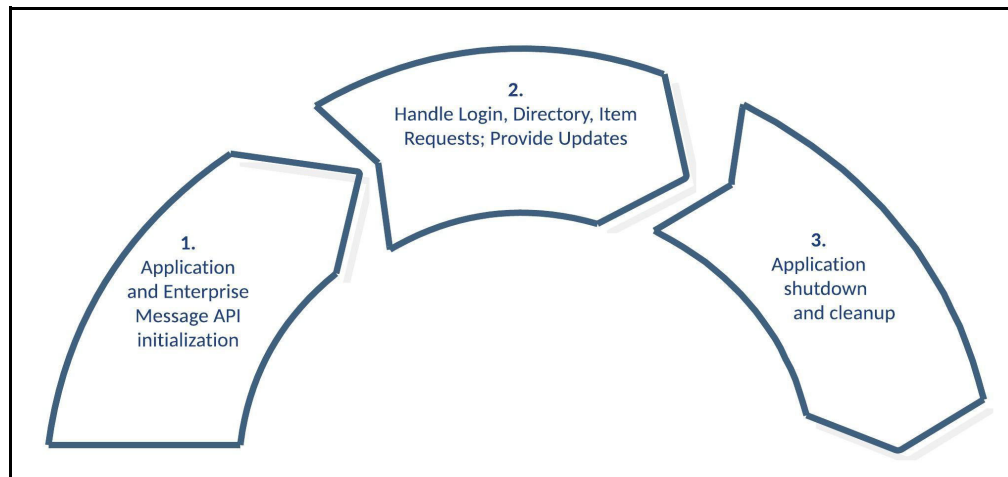 1.
Application
and Enterprise
Message API
initialization
2.
Handle Login, Directory, Item
Requests; Provide Updates
3.
Application
shutdown
and cleanup